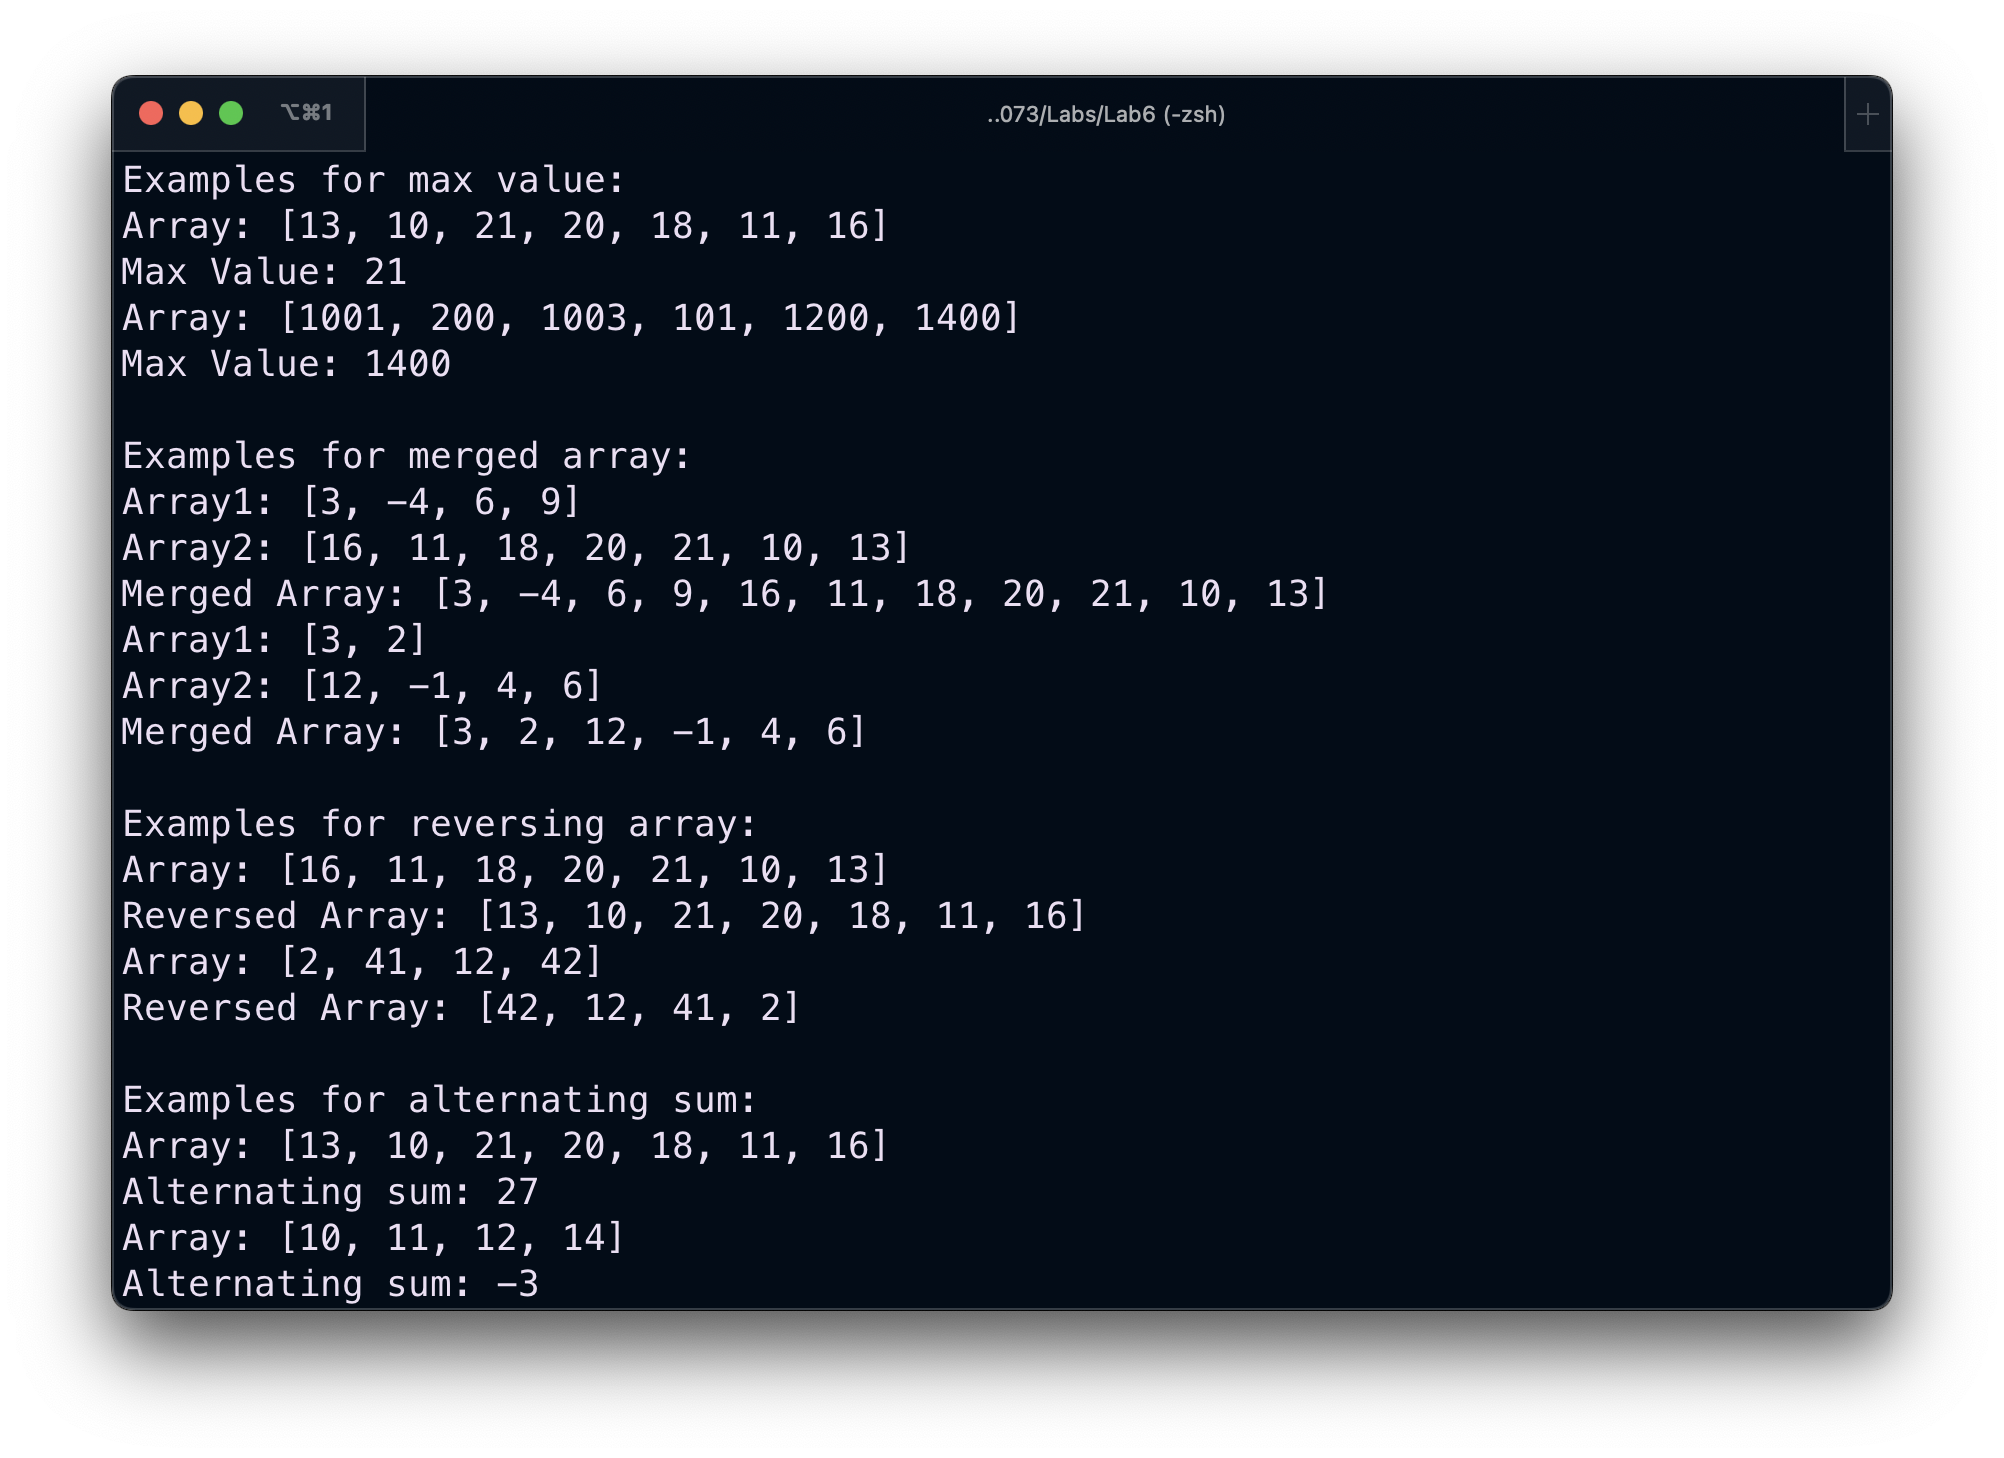 ⌥⌘1
..073/Labs/Lab6 (-zsh)
+
Examples for max value:
Array: [13, 10, 21, 20, 18, 11, 16]
Max Value: 21
Array: [1001, 200, 1003, 101, 1200, 1400]
Max Value: 1400

Examples for merged array:
Array1: [3, -4, 6, 9]
Array2: [16, 11, 18, 20, 21, 10, 13]
Merged Array: [3, -4, 6, 9, 16, 11, 18, 20, 21, 10, 13]
Array1: [3, 2]
Array2: [12, -1, 4, 6]
Merged Array: [3, 2, 12, -1, 4, 6]

Examples for reversing array:
Array: [16, 11, 18, 20, 21, 10, 13]
Reversed Array: [13, 10, 21, 20, 18, 11, 16]
Array: [2, 41, 12, 42]
Reversed Array: [42, 12, 41, 2]

Examples for alternating sum:
Array: [13, 10, 21, 20, 18, 11, 16]
Alternating sum: 27
Array: [10, 11, 12, 14]
Alternating sum: -3